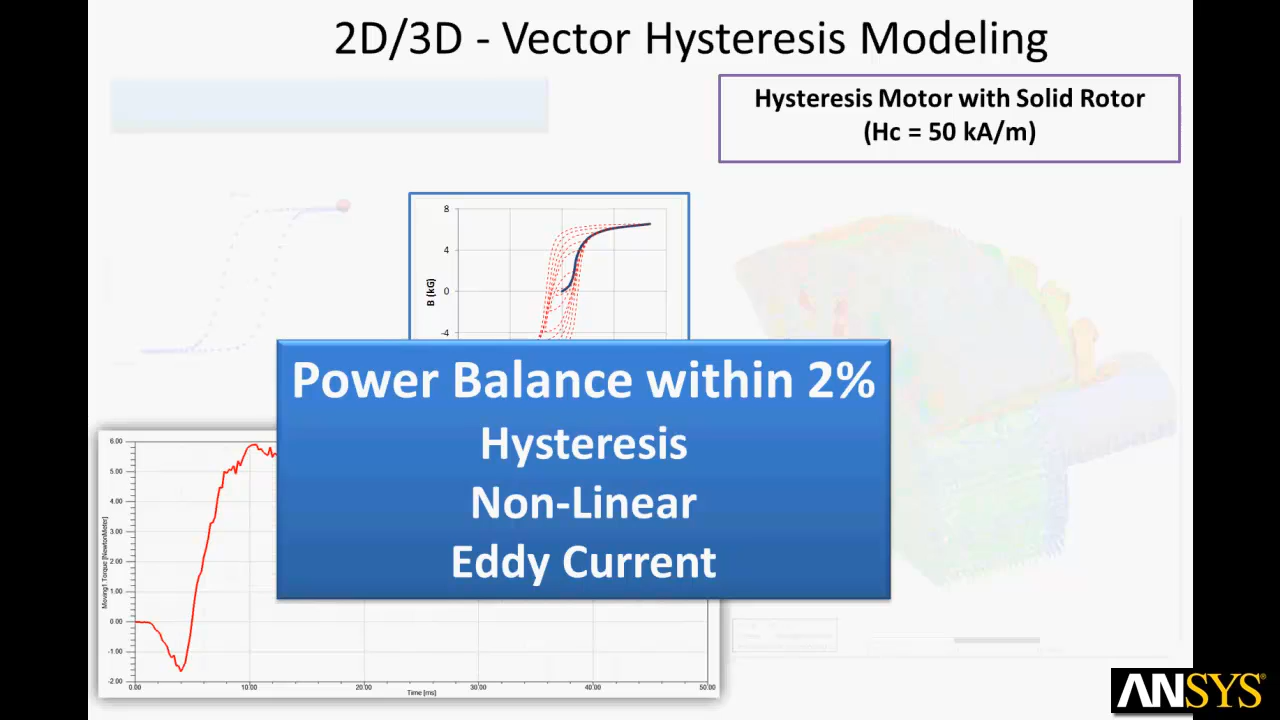 2D/3D - Vector Hysteresis Modeling
Hysteresis Motor with Solid Rotor
(Hc = 50 kA/m)
8
4
0
-4
B (kG)
Power Balance within 2%
Hysteresis
Non-Linear
Eddy Current
6.00
5.00
4.00
3.00
2.00
1.00
0.00
-1.00
-2.00
Moving1.Torque [NewtonMeter]
0.00 10.00 20.00 30.00 40.00 50.00
Time [ms]
ANSYS®